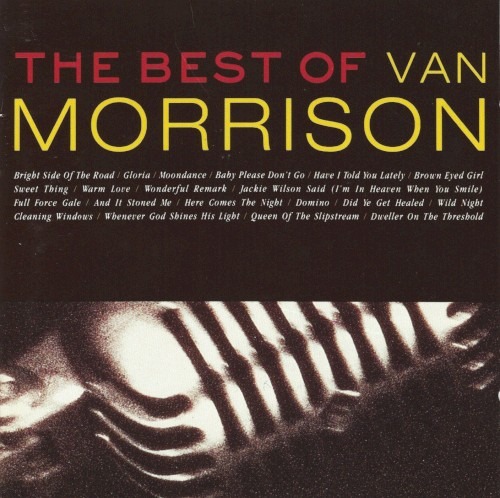 THE BEST OF VAN
MORRISON
Bright Side Of The Road / Gloria / Moondance / Baby Please Don't Go / Have I Told You Lately / Brown Eyed Girl
Sweet Thing / Warm Love / Wonderful Remark / Jackie Wilson Said (I'm In Heaven When You Smile)
Full Force Gale / And It Stoned Me / Here Comes The Night / Domino / Did Ye Get Healed / Wild Night
Cleaning Windows / Whenever God Shines His Light / Queen Of The Slipstream / Dweller On The Threshold